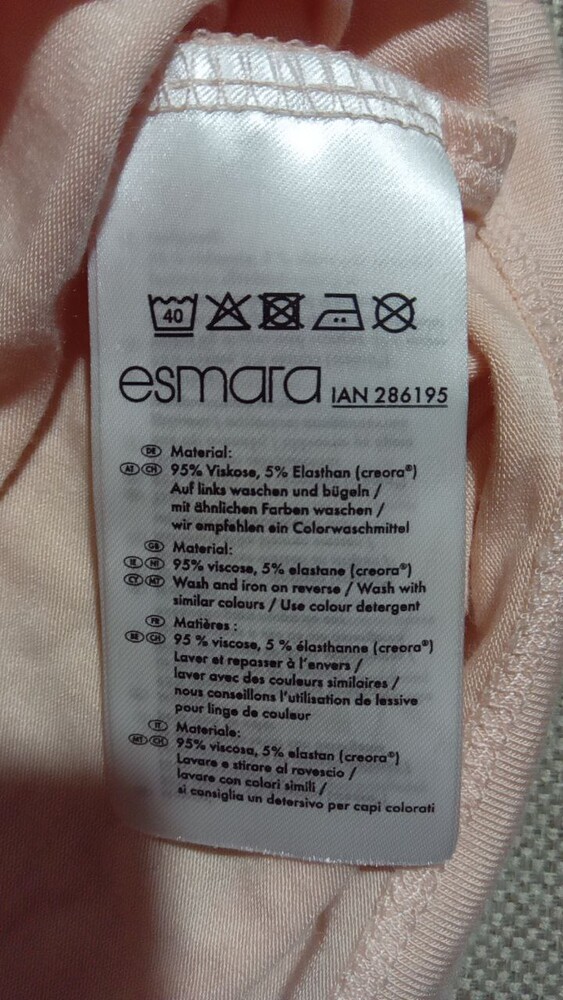 40
esmara IAN 286195
DE Material:
AT CH 95% Viskose, 5% Elasthan (creora®)
Auf links waschen und bügeln /
mit ähnlichen Farben waschen /
wir empfehlen ein Colorwaschmittel
GB Material:
IE NI 95% viscose, 5% elastane (creora®)
CY MT Wash and iron on reverse / Wash with
similar colours / Use colour detergent
FR Matières :
BE CH 95 % viscose, 5 % élasthanne (creora®)
Laver et repasser à l'envers /
laver avec des couleurs similaires /
nous conseillons l'utilisation de lessive
pour linge de couleur
IT Materiale:
MT CH 95% viscosa, 5% elastan (creora®)
Lavare e stirare al rovescio /
lavare con colori simili /
si consiglia un detersivo per capi colorati